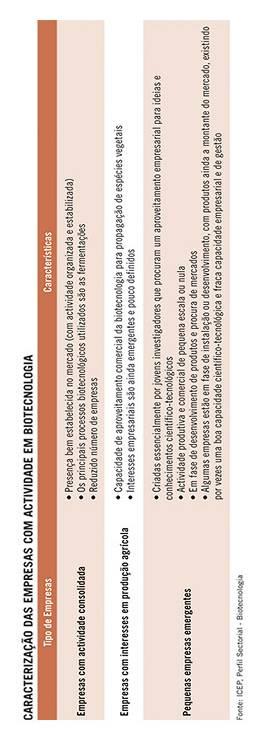 CARACTERIZAÇÃO DAS EMPRESAS COM ACTIVIDADE EM BIOTECNOLOGIA
Tipo de Empresas
Características
Empresas com actividade consolidada
• Presença bem estabelecida no mercado (com actividade organizada e estabilizada)
• Os principais processos biotecnológicos utilizados são as fermentações
• Reduzido número de empresas
Empresas com interesses em produção agrícola
• Capacidade de aproveitamento comercial da biotecnologia para propagação de espécies vegetais
• Interesses empresariais são ainda emergentes e pouco definidos
Pequenas empresas emergentes
• Criadas essencialmente por jovens investigadores que procuram um aproveitamento empresarial para ideias e
conhecimentos científico-tecnológicos
• Actividade produtiva e comercial de pequena escala ou nula
• Em fase de desenvolvimento de produtos e procura de mercados
• Algumas empresas estão em fase de instalação ou desenvolvimento, com produtos ainda a montante do mercado, existindo
por vezes uma boa capacidade científico-tecnológica e fraca capacidade empresarial e de gestão
Fonte: ICEP, Perfil Sectorial - Biotecnologia